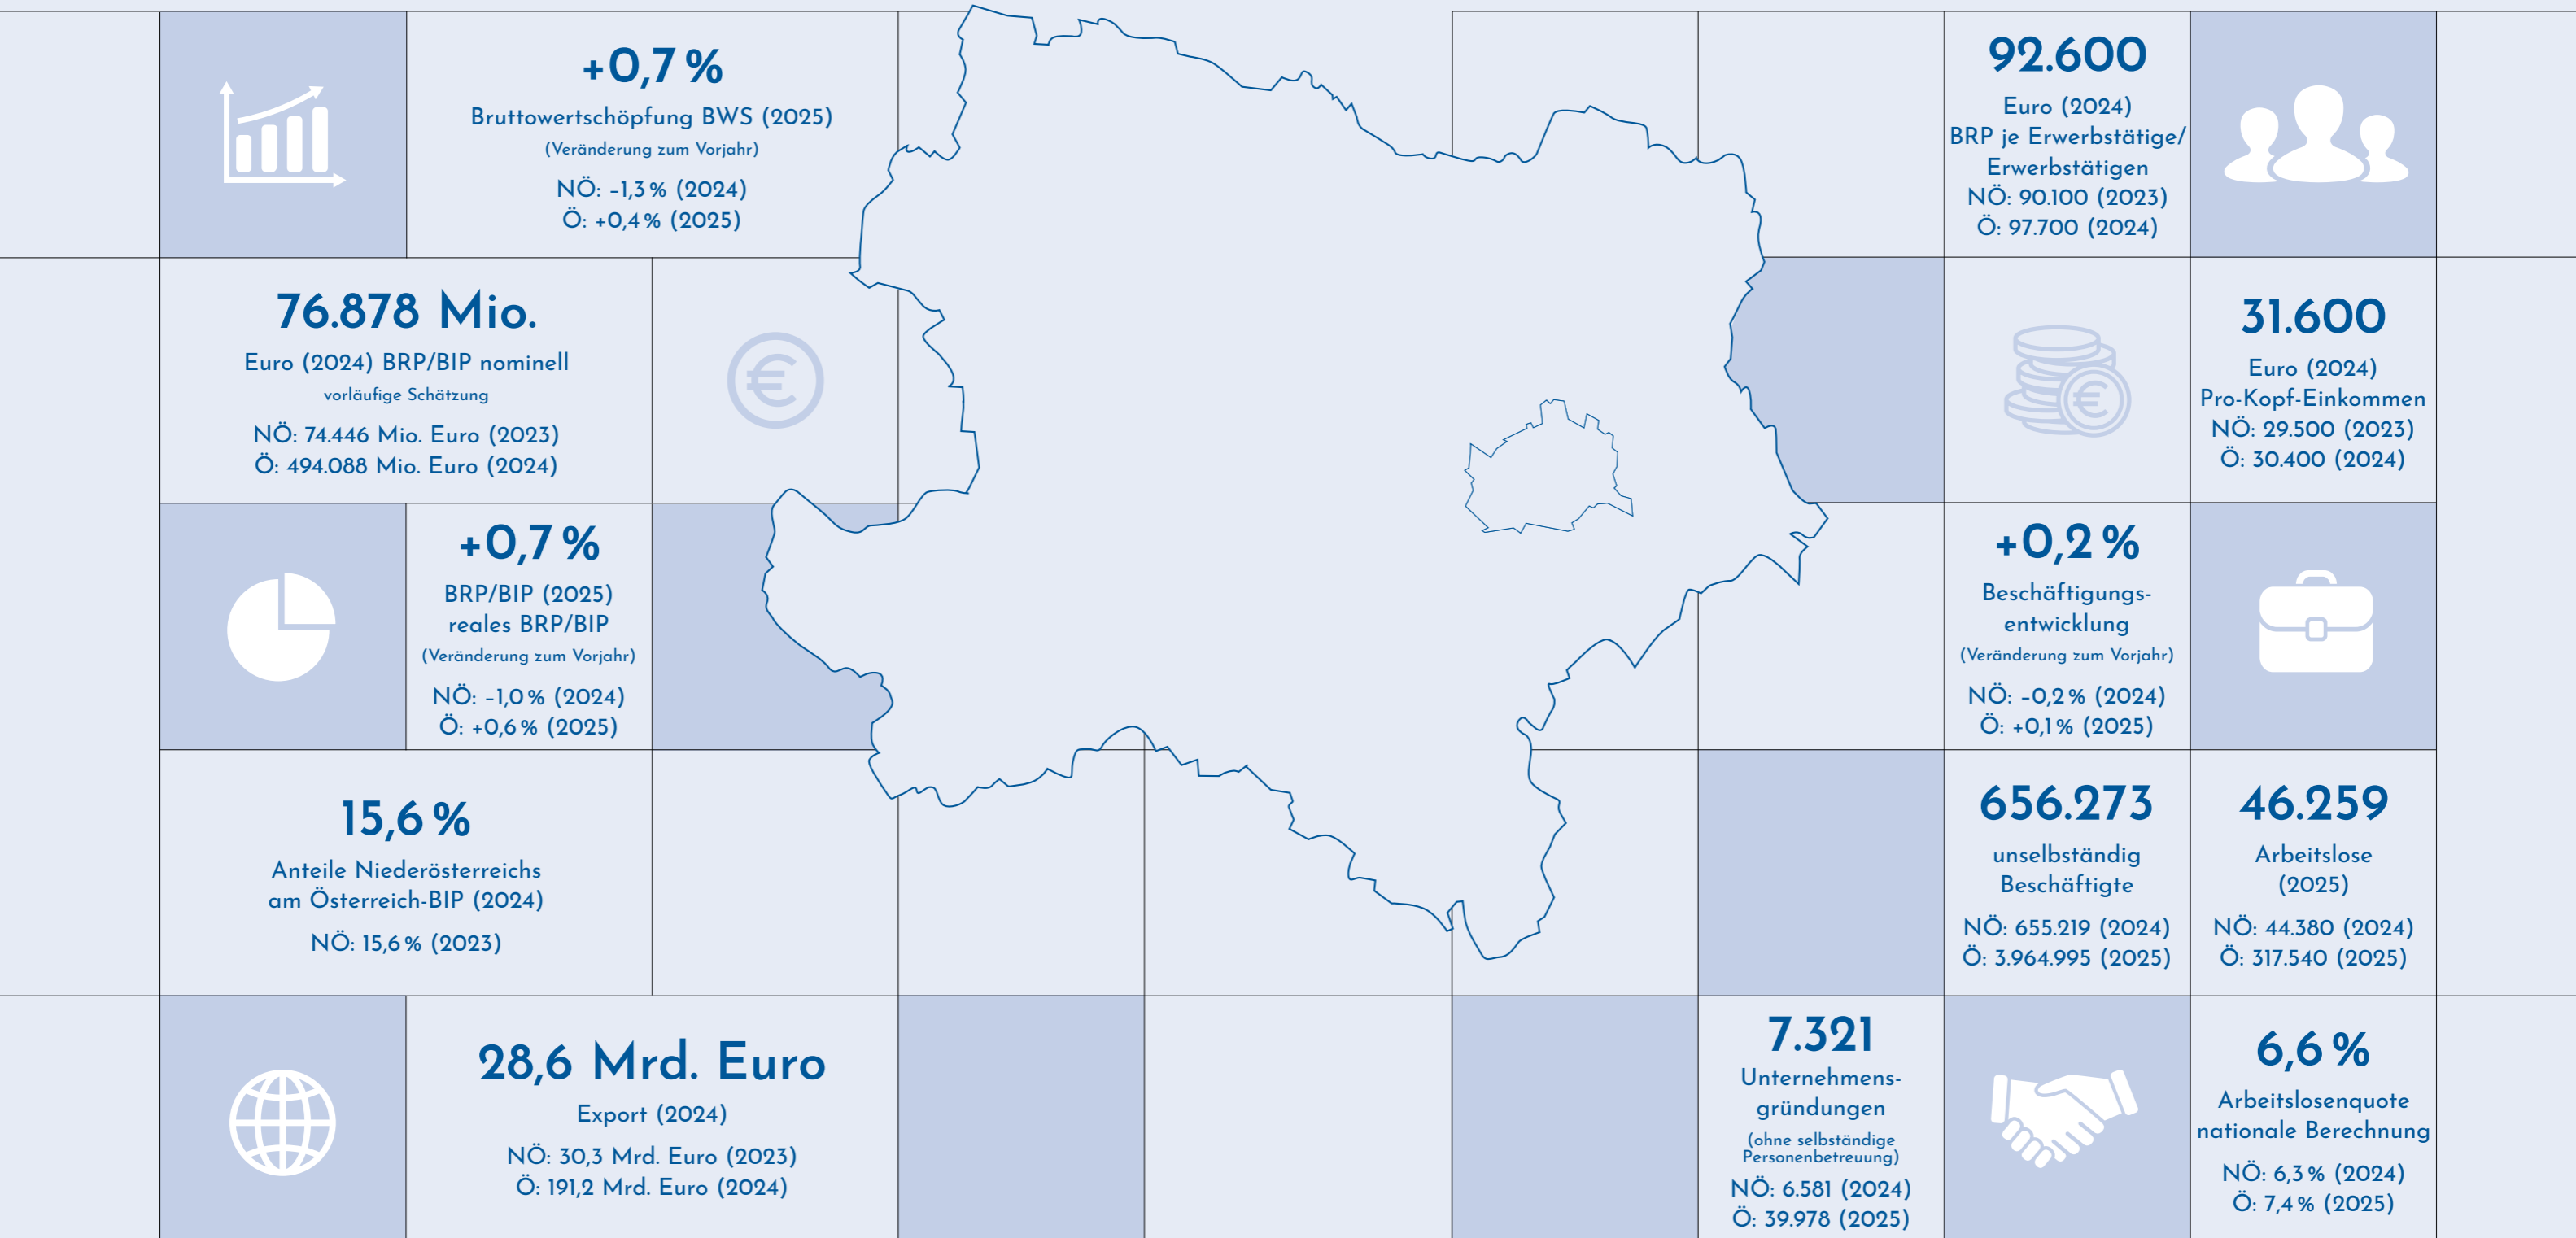 +0,7 %
Bruttowertschöpfung BWS (2025)
(Veränderung zum Vorjahr)
NÖ: –1,3 % (2024)
Ö: +0,4 % (2025)
92.600
Euro (2024)
BRP je Erwerbstätige/
Erwerbstätigen
NÖ: 90.100 (2023)
Ö: 97.700 (2024)
76.878 Mio.
Euro (2024) BRP/BIP nominell
vorläufige Schätzung
NÖ: 74.446 Mio. Euro (2023)
Ö: 494.088 Mio. Euro (2024)
31.600
Euro (2024)
Pro-Kopf-Einkommen
NÖ: 29.500 (2023)
Ö: 30.400 (2024)
+0,7 %
BRP/BIP (2025)
reales BRP/BIP
(Veränderung zum Vorjahr)
NÖ: –1,0 % (2024)
Ö: +0,6 % (2025)
+0,2 %
Beschäftigungs-
entwicklung
(Veränderung zum Vorjahr)
NÖ: –0,2 % (2024)
Ö: +0,1 % (2025)
15,6 %
Anteile Niederösterreichs
am Österreich-BIP (2024)
NÖ: 15,6 % (2023)
656.273
unselbständig
Beschäftigte
NÖ: 655.219 (2024)
Ö: 3.964.995 (2025)
46.259
Arbeitslose
(2025)
NÖ: 44.380 (2024)
Ö: 317.540 (2025)
28,6 Mrd. Euro
Export (2024)
NÖ: 30,3 Mrd. Euro (2023)
Ö: 191,2 Mrd. Euro (2024)
7.321
Unternehmens-
gründungen
(ohne selbständige
Personenbetreuung)
NÖ: 6.581 (2024)
Ö: 39.978 (2025)
6,6 %
Arbeitslosenquote
nationale Berechnung
NÖ: 6,3 % (2024)
Ö: 7,4 % (2025)